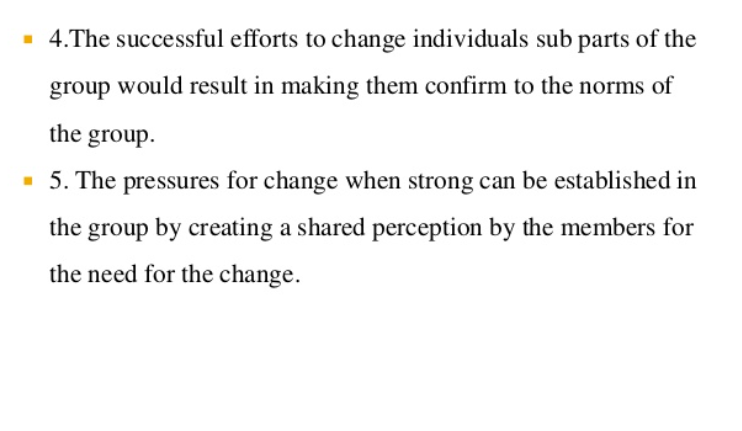 ▪ 4.The successful efforts to change individuals sub parts of the
group would result in making them confirm to the norms of
the group.
▪ 5. The pressures for change when strong can be established in
the group by creating a shared perception by the members for
the need for the change.